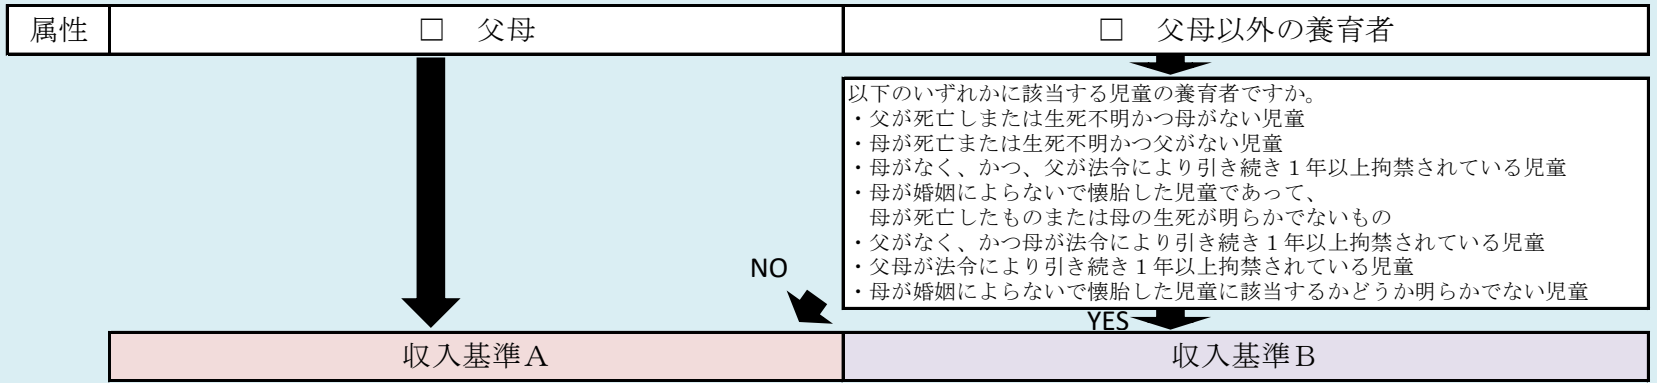 属性
□　父母
□　父母以外の養育者
以下のいずれかに該当する児童の養育者ですか。
・父が死亡しまたは生死不明かつ母がない児童
・母が死亡または生死不明かつ父がない児童
・母がなく、かつ、父が法令により引き続き１年以上拘禁されている児童
・母が婚姻によらないで懐胎した児童であって、
母が死亡したものまたは母の生死が明らかでないもの
・父がなく、かつ母が法令により引き続き１年以上拘禁されている児童
・父母が法令により引き続き１年以上拘禁されている児童
・母が婚姻によらないで懐胎した児童に該当するかどうか明らかでない児童
NO
YES
収入基準Ａ
収入基準Ｂ